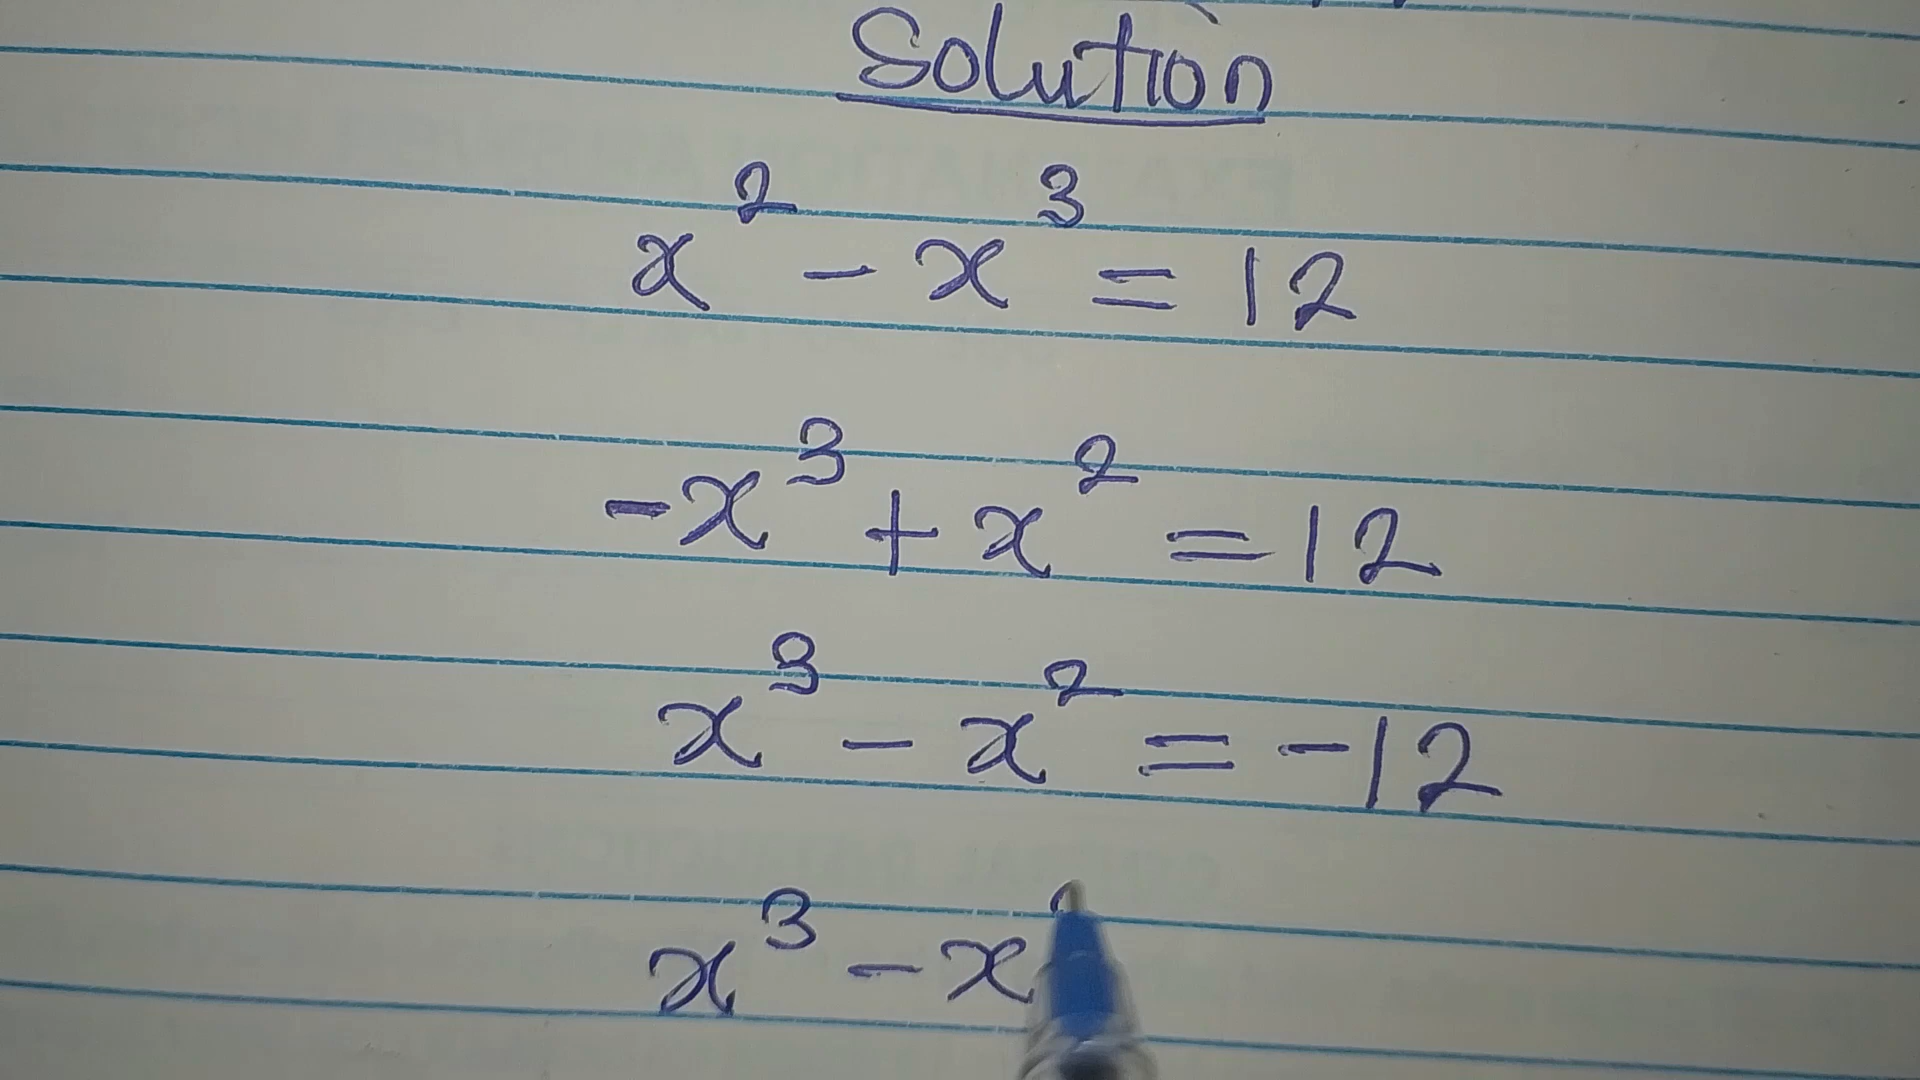 Solution
x² - x³ = 12
-x³ + x² = 12
x³ - x² = -12
x³ - x